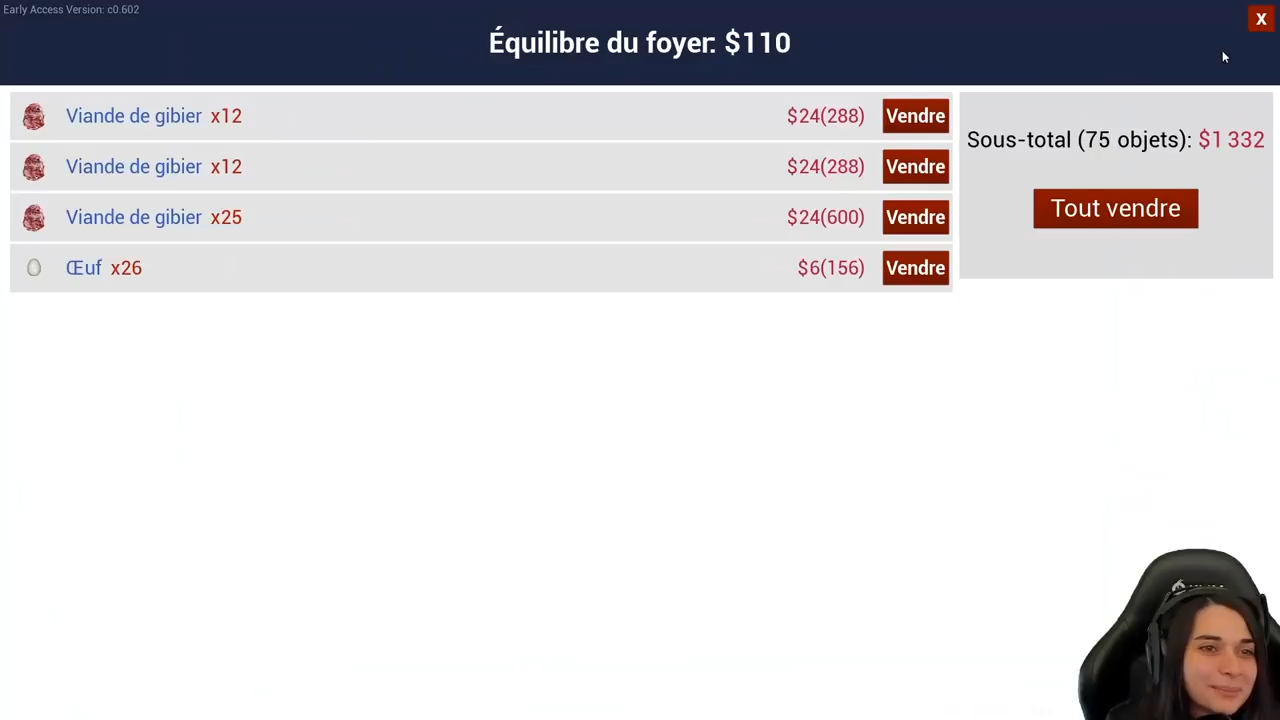 Early Access Version: c0.602
Équilibre du foyer: $110
X
Viande de gibier x12 $24(288) Vendre
Viande de gibier x12 $24(288) Vendre
Viande de gibier x25 $24(600) Vendre
Œuf x26 $6(156) Vendre
Sous-total (75 objets): $1 332
Tout vendre